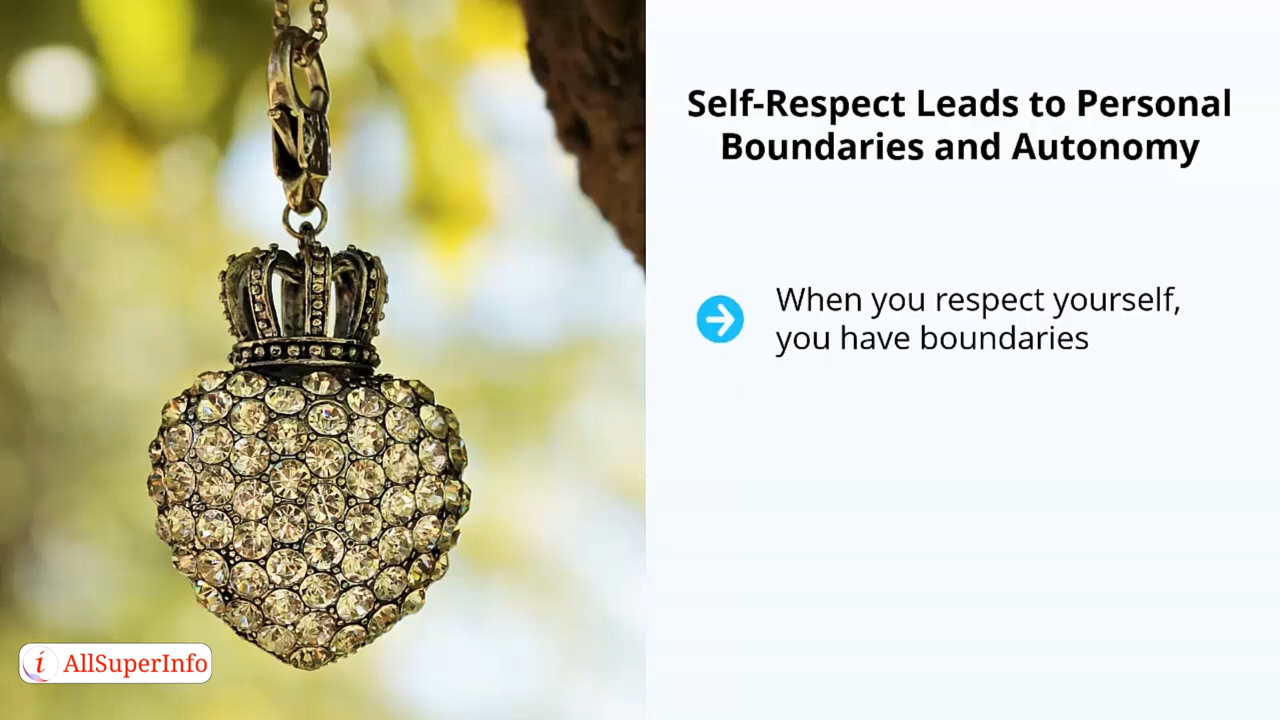 Self-Respect Leads to Personal
Boundaries and Autonomy
When you respect yourself,
you have boundaries
i AllSuperInfo